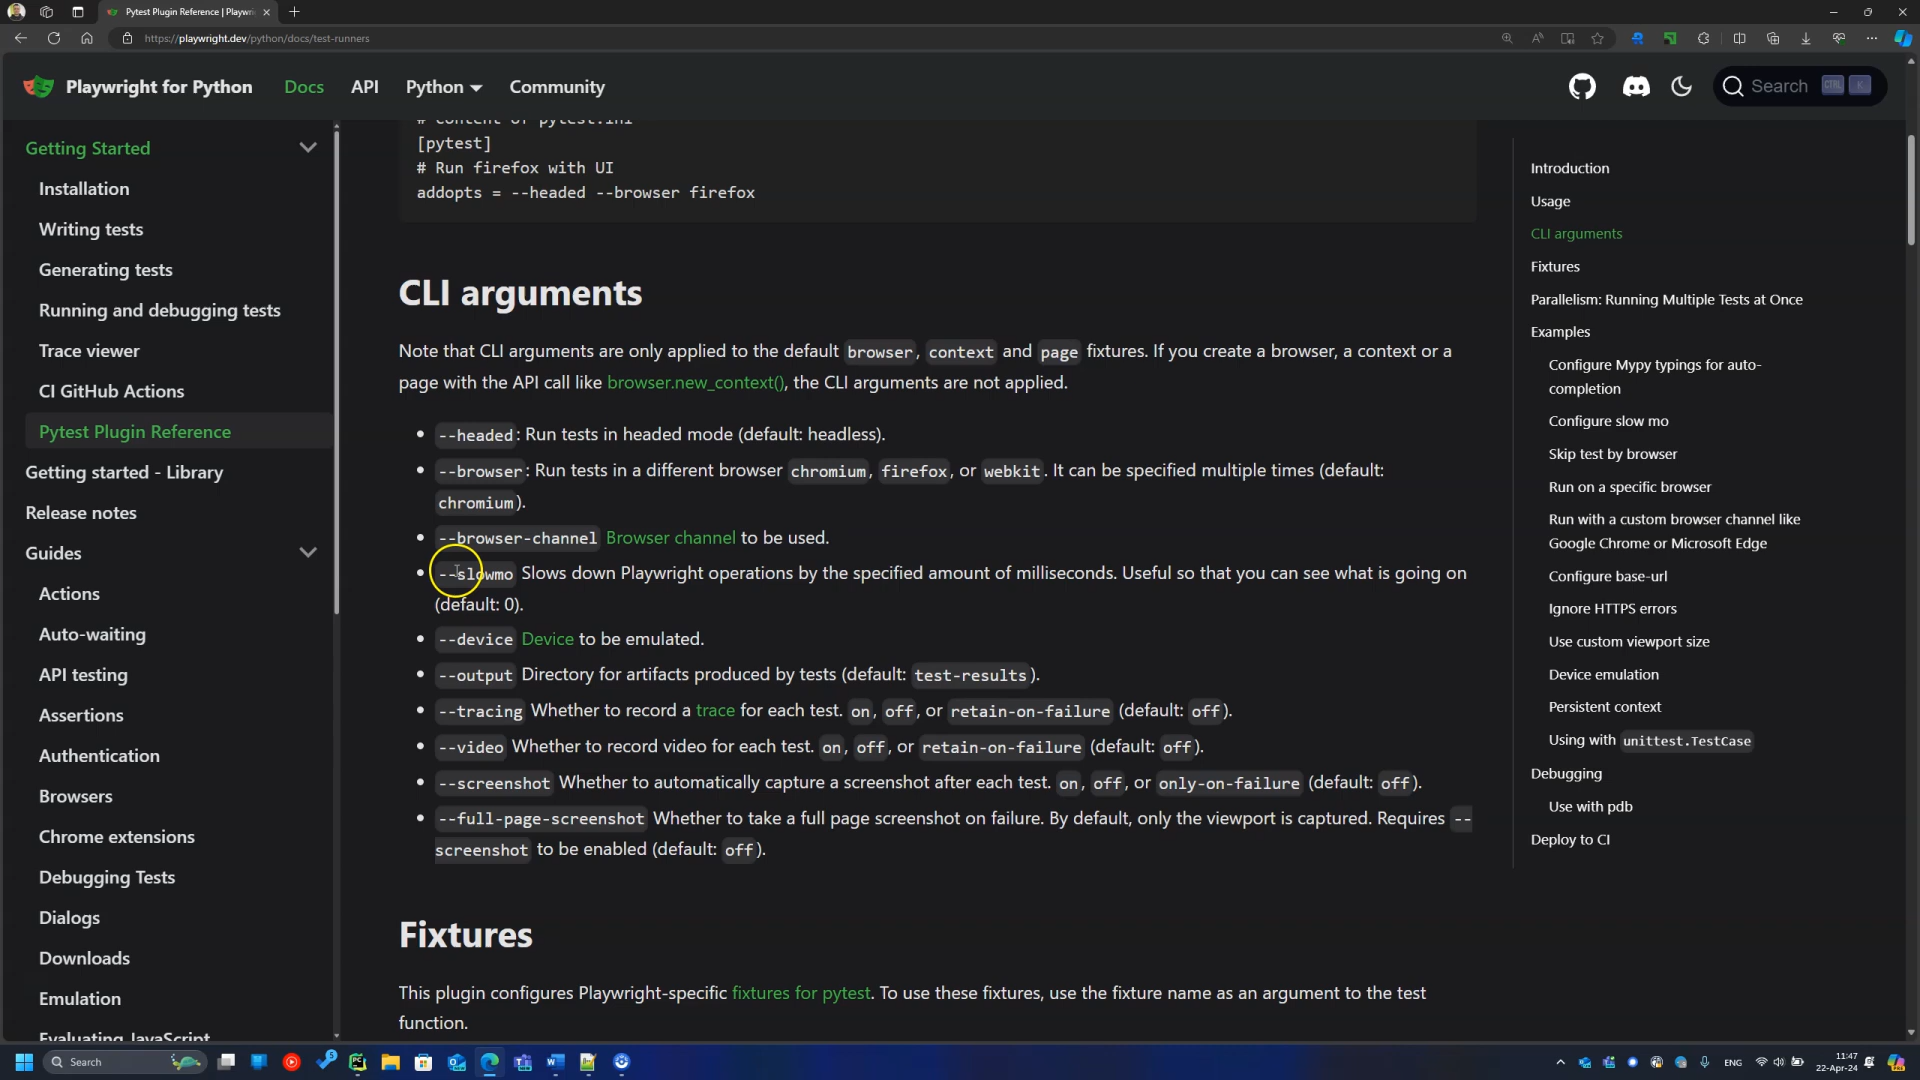 Pytest Plugin Reference | Playwri
https://playwright.dev/python/docs/test-runners
Playwright for Python
Docs
API
Python
Community
Search
CTRL
K
Getting Started
Installation
Writing tests
Generating tests
Running and debugging tests
Trace viewer
CI GitHub Actions
Pytest Plugin Reference
Getting started - Library
Release notes
Guides
Actions
Auto-waiting
API testing
Assertions
Authentication
Browsers
Chrome extensions
Debugging Tests
Dialogs
Downloads
Emulation
Evaluating JavaScript
# Content of pytest.ini
[pytest]
# Run firefox with UI
addopts = --headed --browser firefox
CLI arguments
Note that CLI arguments are only applied to the default browser, context and page fixtures. If you create a browser, a context or a
page with the API call like browser.new_context(), the CLI arguments are not applied.
• --headed: Run tests in headed mode (default: headless).
• --browser: Run tests in a different browser chromium, firefox, or webkit. It can be specified multiple times (default:
chromium).
• --browser-channel Browser channel to be used.
• --slowmo Slows down Playwright operations by the specified amount of milliseconds. Useful so that you can see what is going on
(default: 0).
• --device Device to be emulated.
• --output Directory for artifacts produced by tests (default: test-results).
• --tracing Whether to record a trace for each test. on, off, or retain-on-failure (default: off).
• --video Whether to record video for each test. on, off, or retain-on-failure (default: off).
• --screenshot Whether to automatically capture a screenshot after each test. on, off, or only-on-failure (default: off).
• --full-page-screenshot Whether to take a full page screenshot on failure. By default, only the viewport is captured. Requires --
screenshot to be enabled (default: off).
Fixtures
This plugin configures Playwright-specific fixtures for pytest. To use these fixtures, use the fixture name as an argument to the test
function.
Introduction
Usage
CLI arguments
Fixtures
Parallelism: Running Multiple Tests at Once
Examples
Configure Mypy typings for auto-
completion
Configure slow mo
Skip test by browser
Run on a specific browser
Run with a custom browser channel like
Google Chrome or Microsoft Edge
Configure base-url
Ignore HTTPS errors
Use custom viewport size
Device emulation
Persistent context
Using with unittest.TestCase
Debugging
Use with pdb
Deploy to CI
Search
ENG
11:47
22-Apr-24